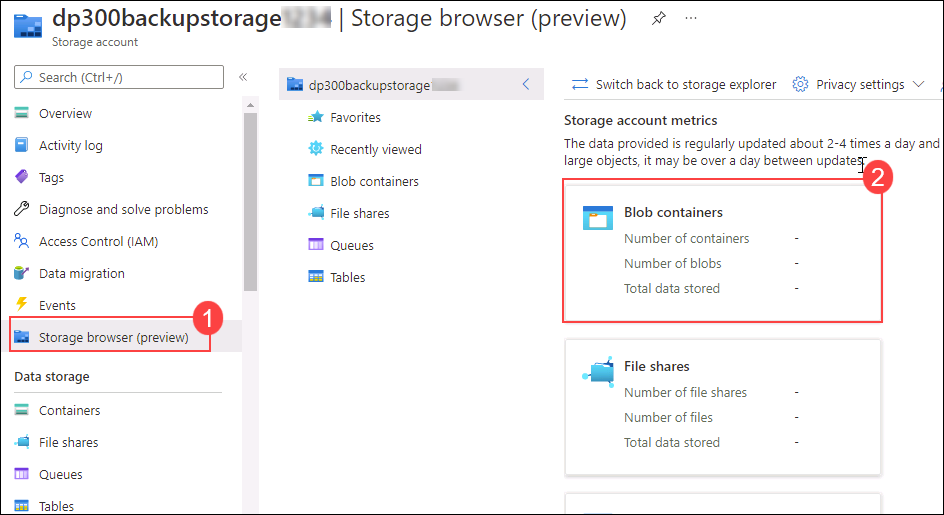 dp300backupstorage | Storage browser (preview)
Storage account
Search (Ctrl+/)
Overview
Activity log
Tags
Diagnose and solve problems
Access Control (IAM)
Data migration
Events
Storage browser (preview)
1
Data storage
Containers
File shares
Queues
Tables
dp300backupstorage
Favorites
Recently viewed
Blob containers
File shares
Queues
Tables
Switch back to storage explorer
Privacy settings
Storage account metrics
The data provided is regularly updated about 2-4 times a day and
large objects, it may be over a day between updates
2
Blob containers
Number of containers -
Number of blobs -
Total data stored -
File shares
Number of file shares -
Number of files -
Total data stored -